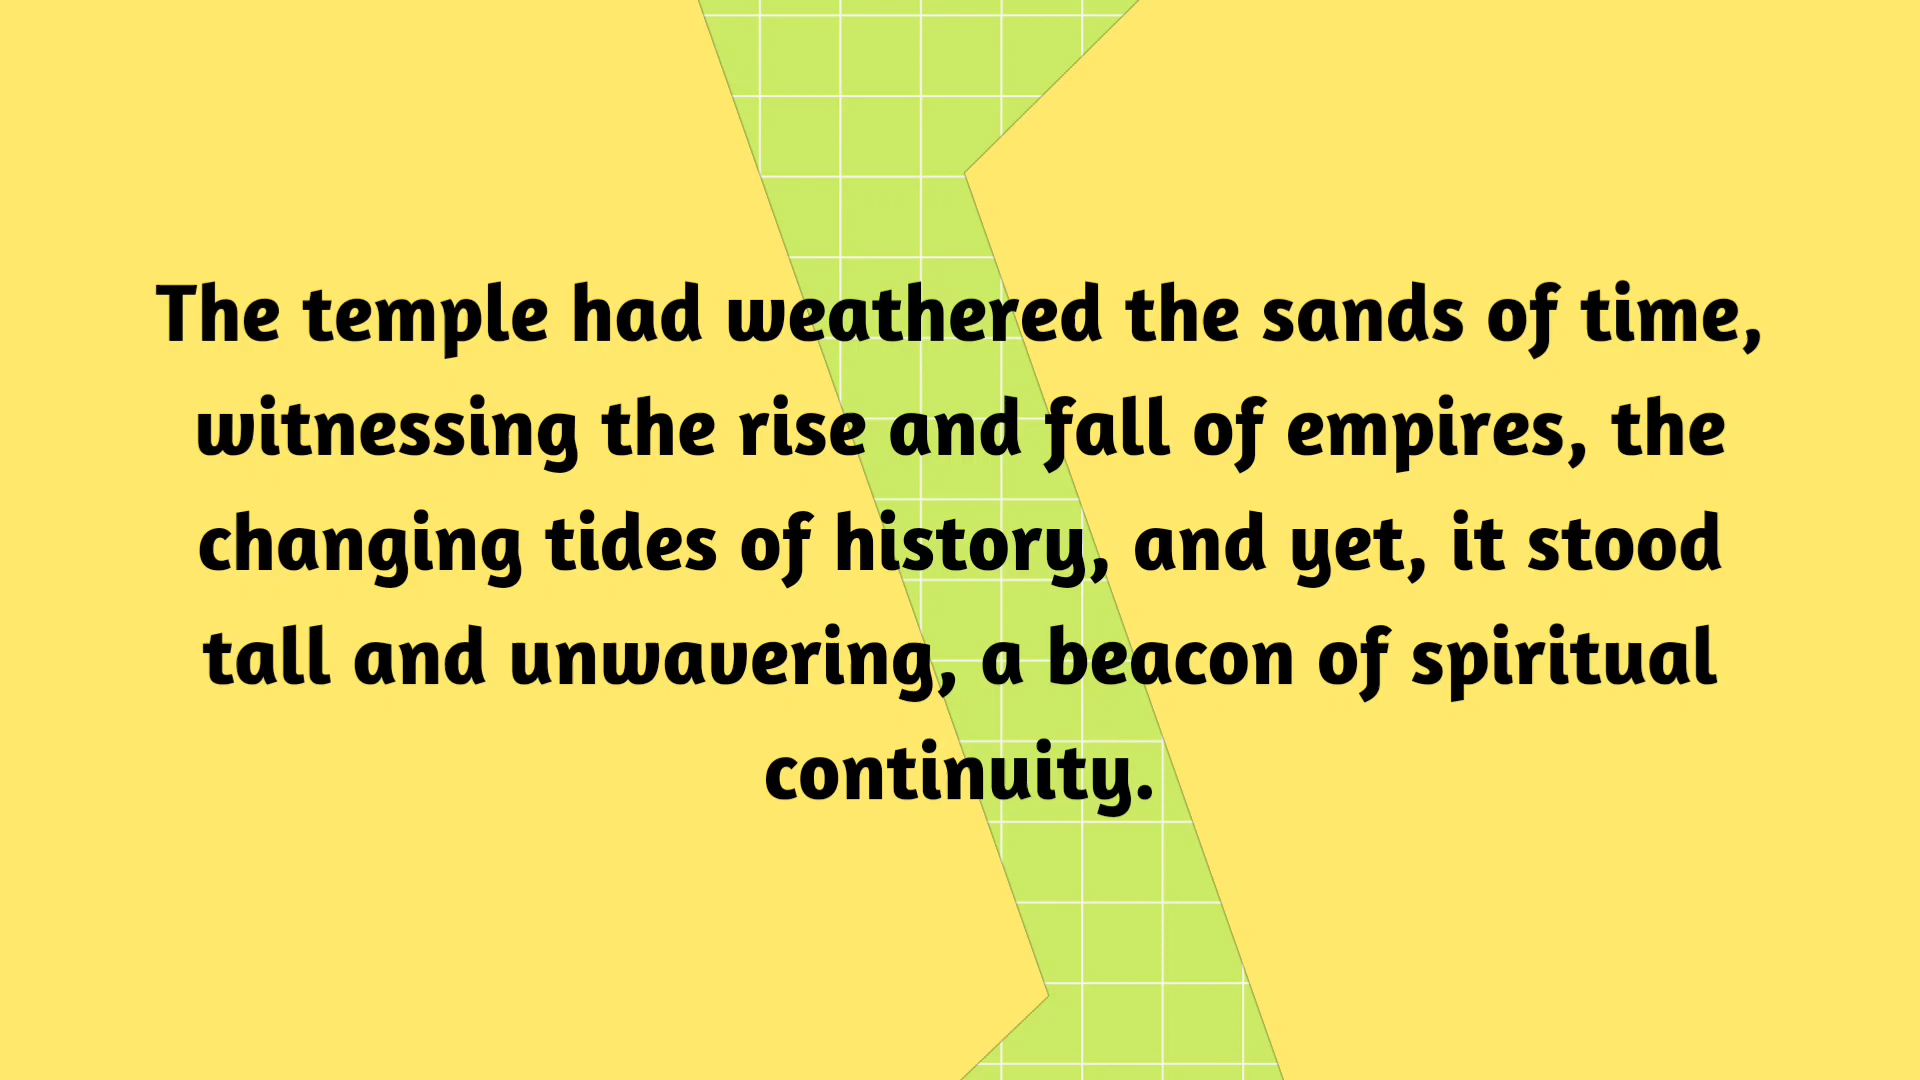 The temple had weathered the sands of time,
witnessing the rise and fall of empires, the
changing tides of history, and yet, it stood
tall and unwavering, a beacon of spiritual
continuity.